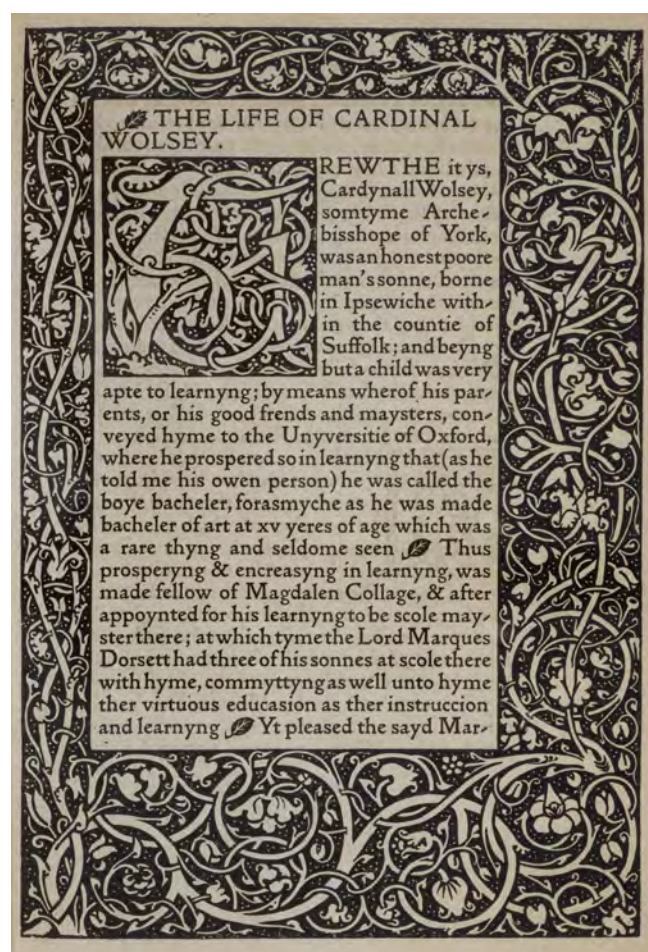 THE LIFE OF CARDINAL
WOLSEY.
TREWTHE it ys,
Cardynall Wolsey,
somtyme Arche-
bisshope of York,
was an honest poore
man's sonne, borne
in Ipsewiche with-
in the countie of
Suffolk; and beyng
but a child was very
apte to learnyng; by means wherof his par-
ents, or his good frends and maysters, con-
veyed hyme to the Unyversitie of Oxford,
where he prospered so in learnyng that (as he
told me his owen person) he was called the
boye bacheler, forasmyche as he was made
bacheler of art at xv yeres of age which was
a rare thyng and seldome seen Thus
prosperyng & encreasyng in learnyng, was
made fellow of Magdalen Collage, & after
appoynted for his learnyng to be scole may-
ster there; at which tyme the Lord Marques
Dorsett had three of his sonnes at scole there
with hyme, commyttyng as well unto hyme
ther virtuous educasion as ther instruccion
and learnyng Yt pleased the sayd Mar-